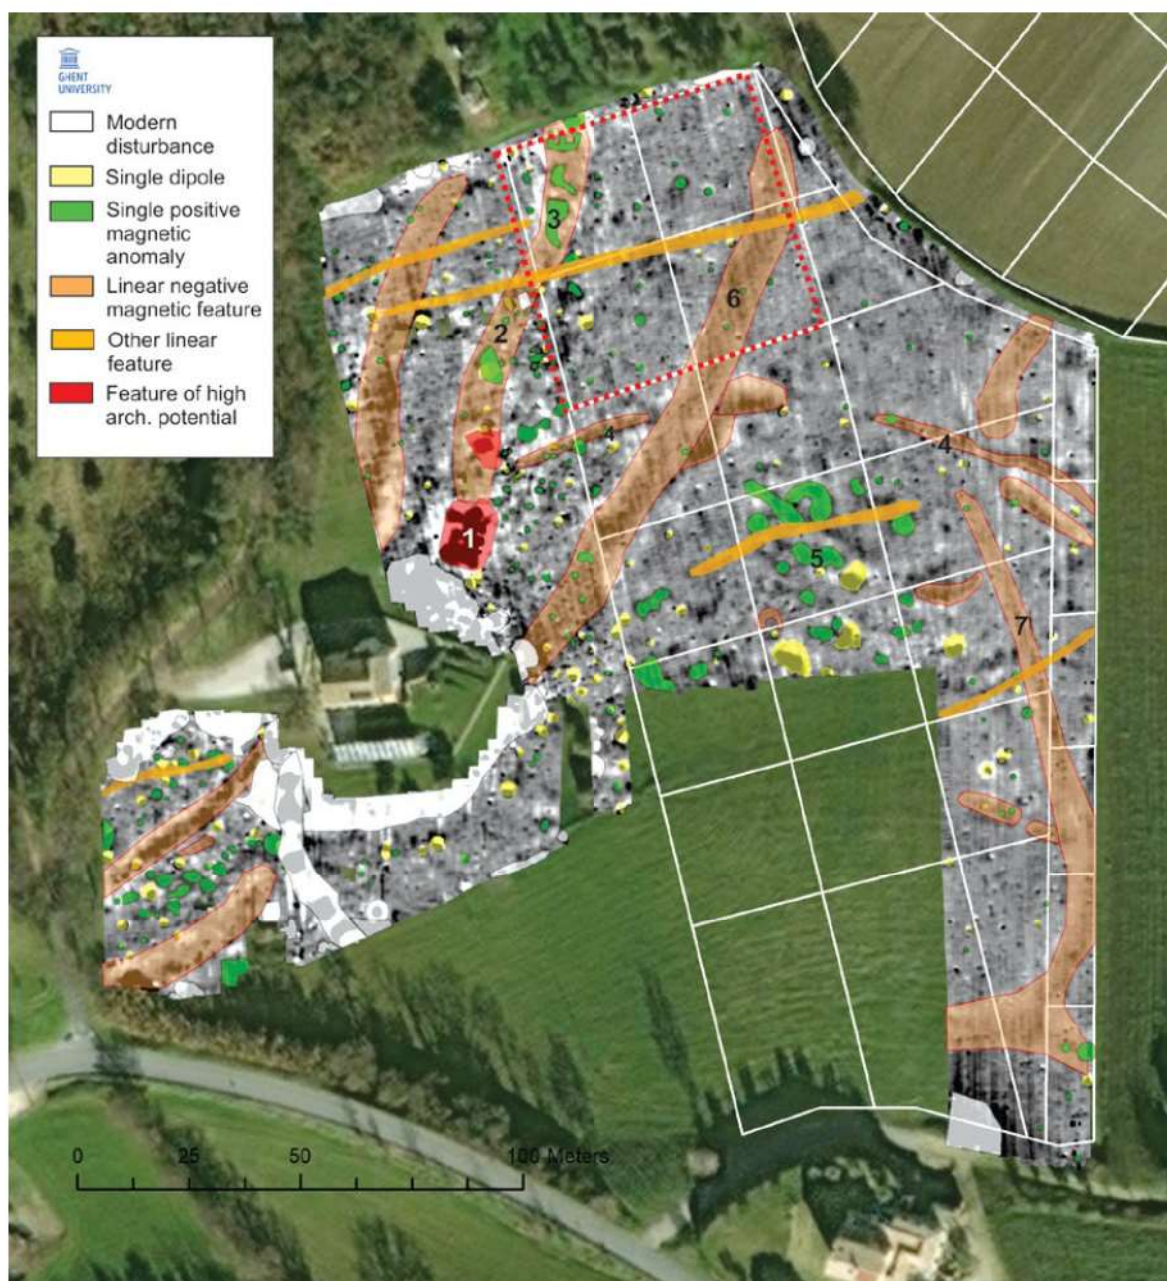 GHENT
UNIVERSITY
Modern
disturbance
Single dipole
Single positive
magnetic
anomaly
Linear negative
magnetic feature
Other linear
feature
Feature of high
arch. potential
3
6
2
4
4
1
5
7
0 25 50 100 Meters